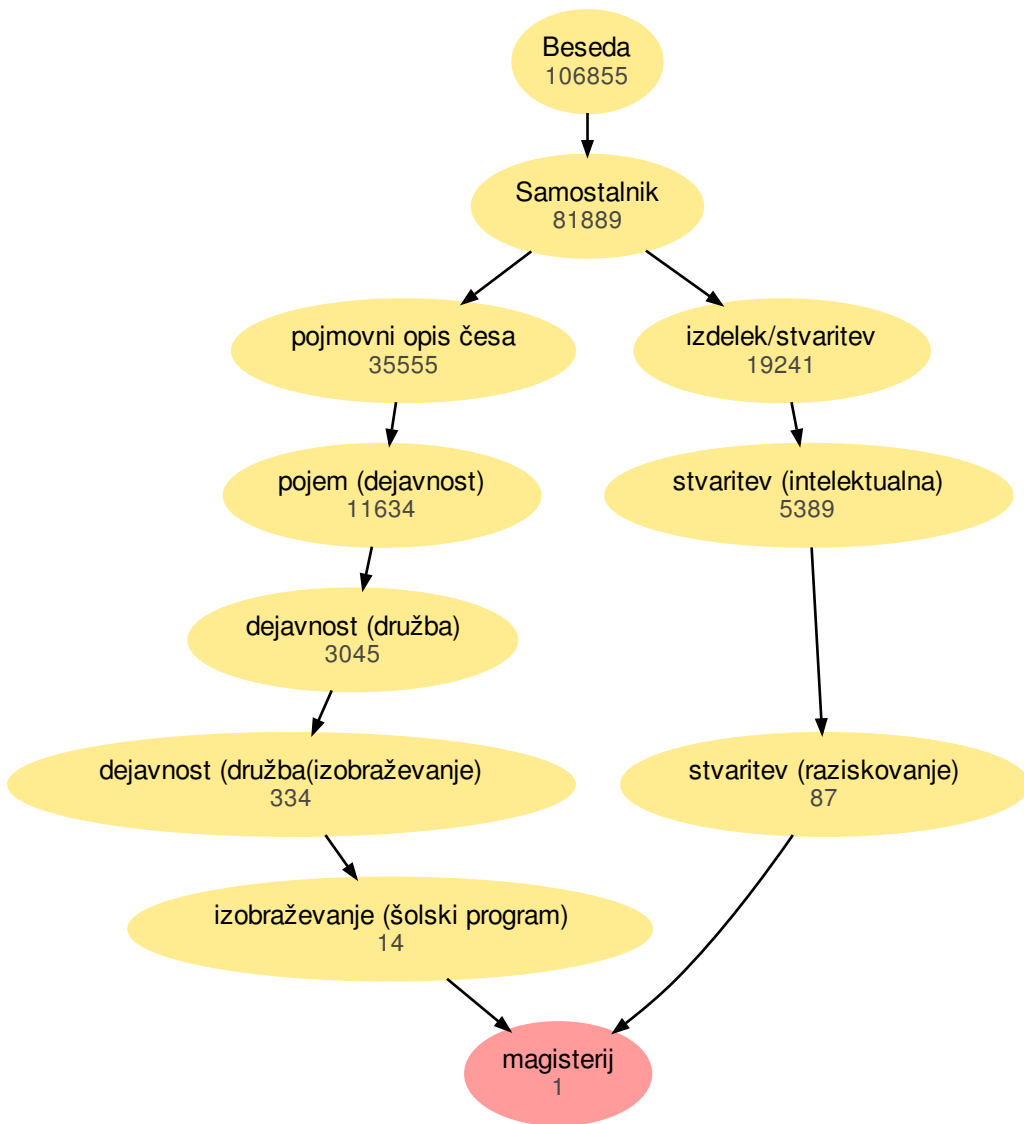 Beseda
106855
Samostalnik
81889
pojmovni opis česa
35555
izdelek/stvaritev
19241
pojem (dejavnost)
11634
stvaritev (intelektualna)
5389
dejavnost (družba)
3045
dejavnost (družba(izobraževanje)
334
stvaritev (raziskovanje)
87
izobraževanje (šolski program)
14
magisterij
1